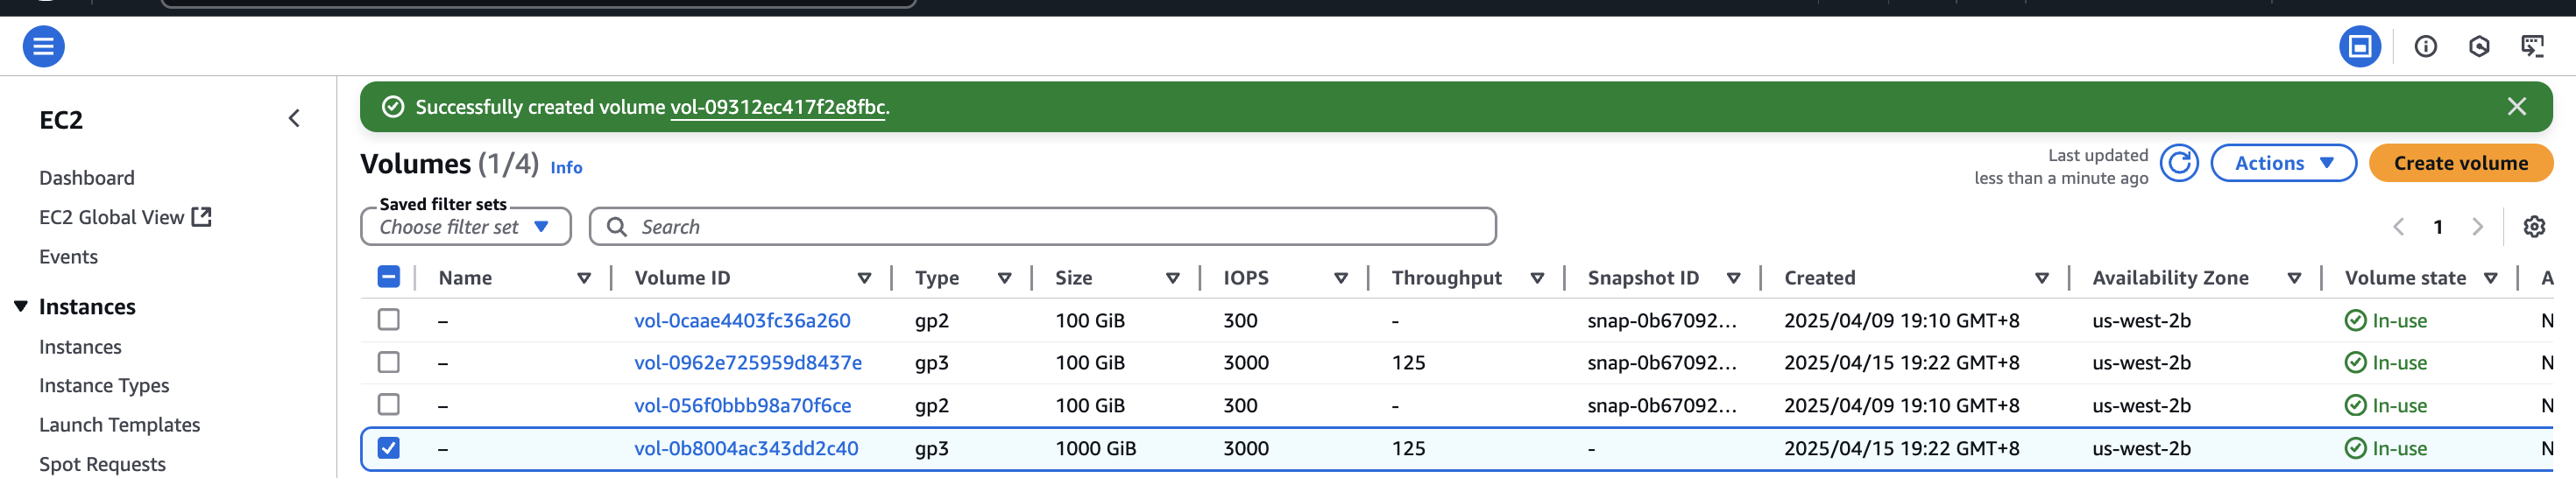 EC2
Dashboard
EC2 Global View
Events
Instances
Instances
Instance Types
Launch Templates
Spot Requests
Successfully created volume vol-09312ec417f2e8fbc.
Volumes (1/4) Info
Last updated
less than a minute ago
Actions
Create volume
Saved filter sets
Choose filter set
Search
1
Name Volume ID Type Size IOPS Throughput Snapshot ID Created Availability Zone Volume state A
– vol-0caae4403fc36a260 gp2 100 GiB 300 - snap-0b67092... 2025/04/09 19:10 GMT+8 us-west-2b In-use N
– vol-0962e725959d8437e gp3 100 GiB 3000 125 snap-0b67092... 2025/04/15 19:22 GMT+8 us-west-2b In-use N
– vol-056f0bbb98a70f6ce gp2 100 GiB 300 - snap-0b67092... 2025/04/09 19:10 GMT+8 us-west-2b In-use N
– vol-0b8004ac343dd2c40 gp3 1000 GiB 3000 125 - 2025/04/15 19:22 GMT+8 us-west-2b In-use N